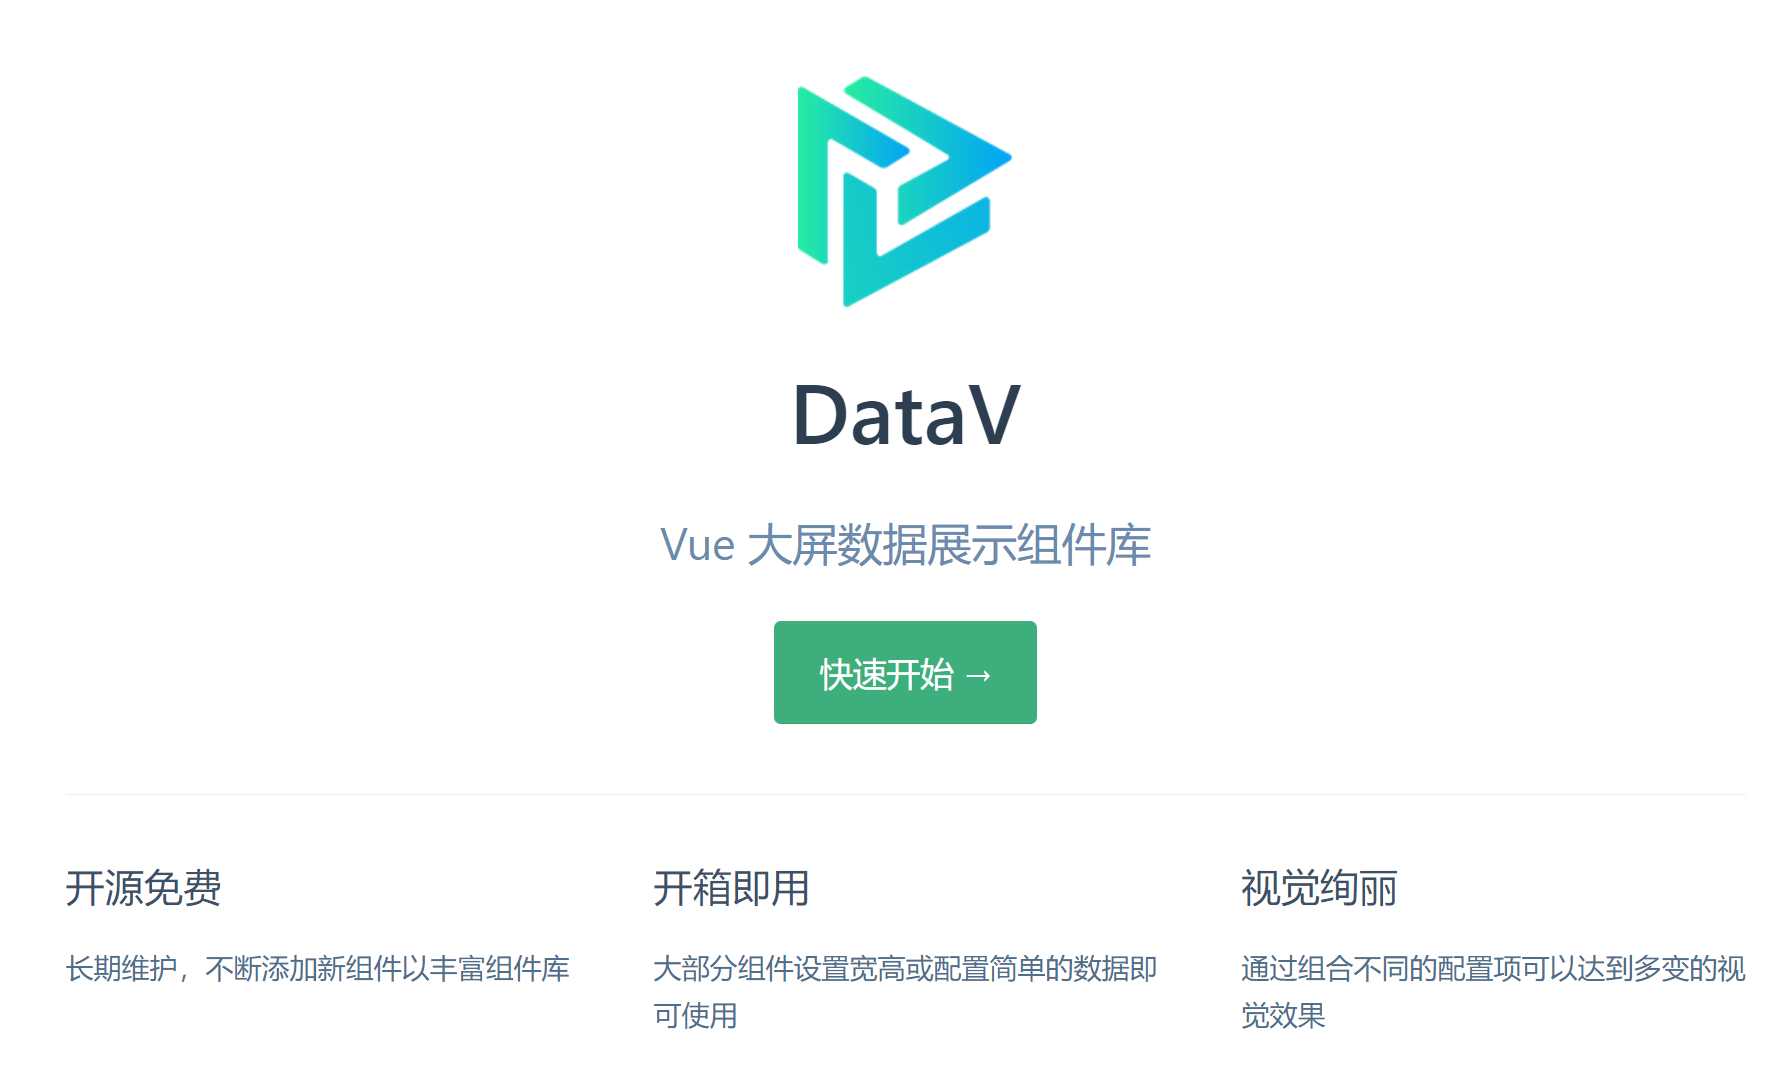 DataV
Vue 大屏数据展示组件库
快速开始 →
开源免费
长期维护，不断添加新组件以丰富组件库
开箱即用
大部分组件设置宽高或配置简单的数据即
可使用
视觉绚丽
通过组合不同的配置项可以达到多变的视
觉效果